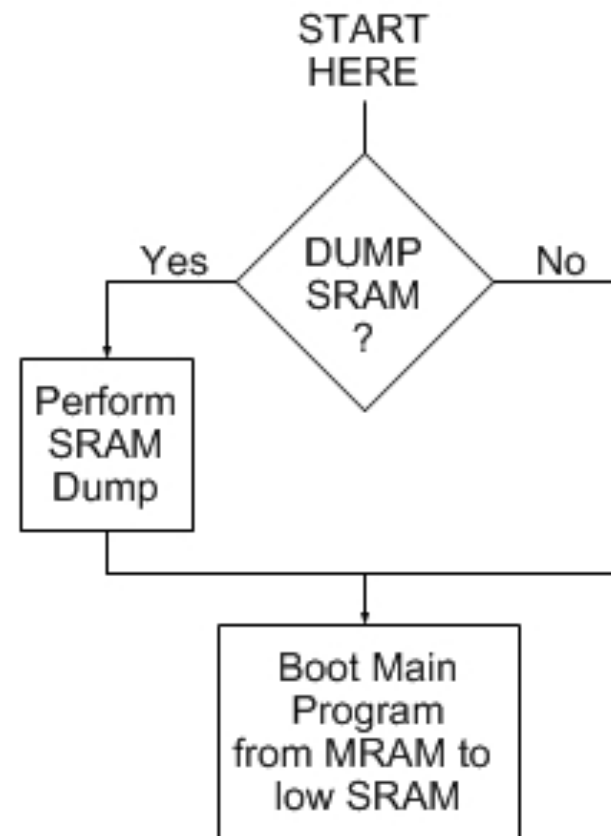 START
HERE
DUMP
SRAM
?
Yes
No
Perform
SRAM
Dump
Boot Main
Program
from MRAM to
low SRAM